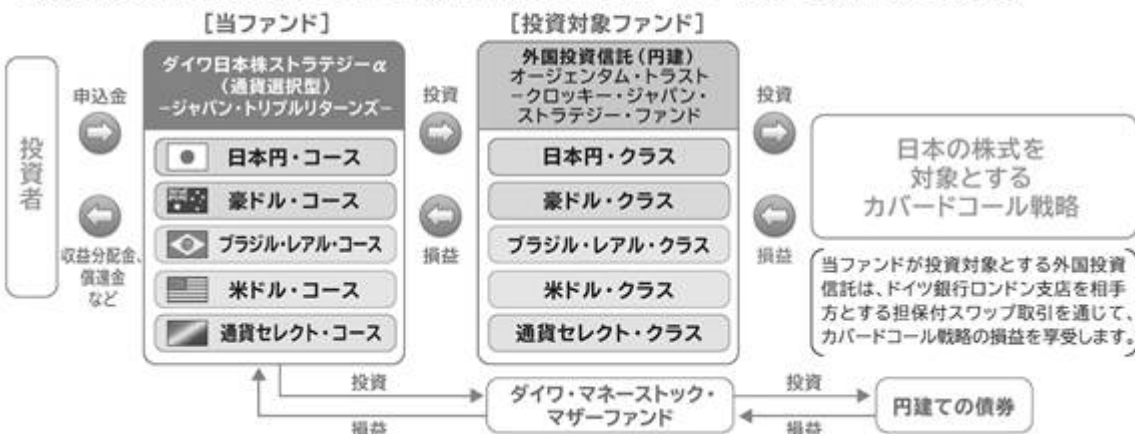 [当ファンド]
[投資対象ファンド]
投資者
申込金
収益分配金、
償還金
など
ダイワ日本株ストラテジーα
(通貨選択型)
－ジャパン・トリプルリターンズ－
日本円・コース
豪ドル・コース
ブラジル・レアル・コース
米ドル・コース
通貨セレクト・コース
投資
損益
外国投資信託(円建)
オージェンタム・トラスト
－クロッキー・ジャパン・
ストラテジー・ファンド
日本円・クラス
豪ドル・クラス
ブラジル・レアル・クラス
米ドル・クラス
通貨セレクト・クラス
投資
損益
日本の株式を
対象とする
カバードコール戦略
当ファンドが投資対象とする外国投資
信託は、ドイツ銀行ロンドン支店を相手
方とする担保付スワップ取引を通じて、
カバードコール戦略の損益を享受します。
投資
損益
ダイワ・マネーストック・
マザーファンド
投資
損益
円建ての債券